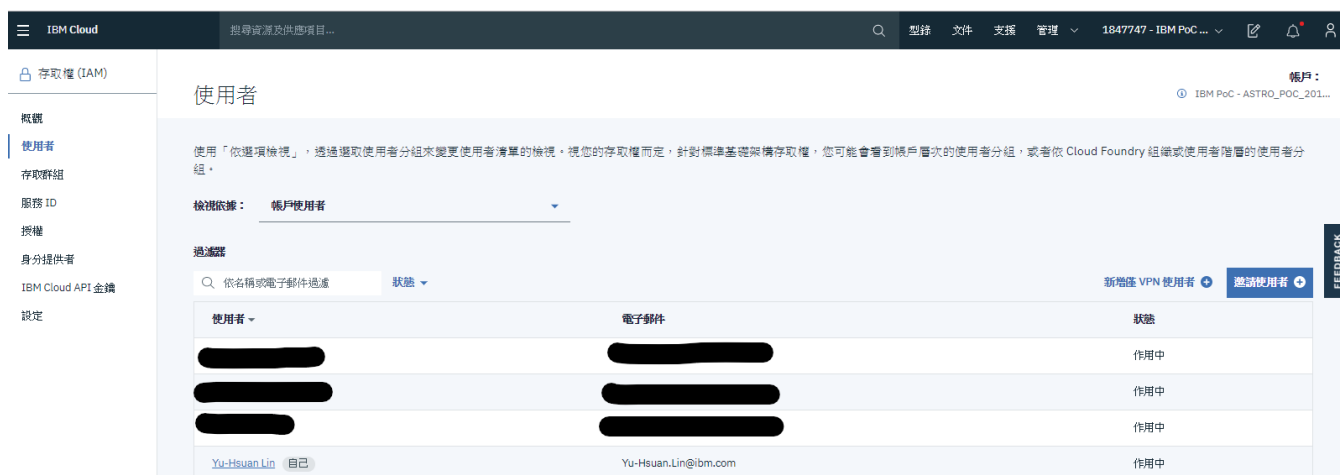 IBM Cloud
搜尋資源及供應項目...
型錄 文件 支援 管理 1847747 - IBM PoC ...
存取權 (IAM)
概觀
使用者
存取群組
服務 ID
授權
身分提供者
IBM Cloud API 金鑰
設定
使用者
帳戶：
IBM PoC - ASTRO_POC_201...
使用「依選項檢視」，透過選取使用者分組來變更使用者清單的檢視。視您的存取權而定，針對標準基礎架構存取權，您可能會看到帳戶層次的使用者分組，或者依 Cloud Foundry 組織或使用者階層的使用者分
組。
檢視依據： 帳戶使用者
過濾器
依名稱或電子郵件過濾 狀態 新增僅 VPN 使用者 邀請使用者
使用者 電子郵件 狀態
作用中
作用中
作用中
Yu-Hsuan Lin 自己 Yu-Hsuan.Lin@ibm.com 作用中
FEEDBACK